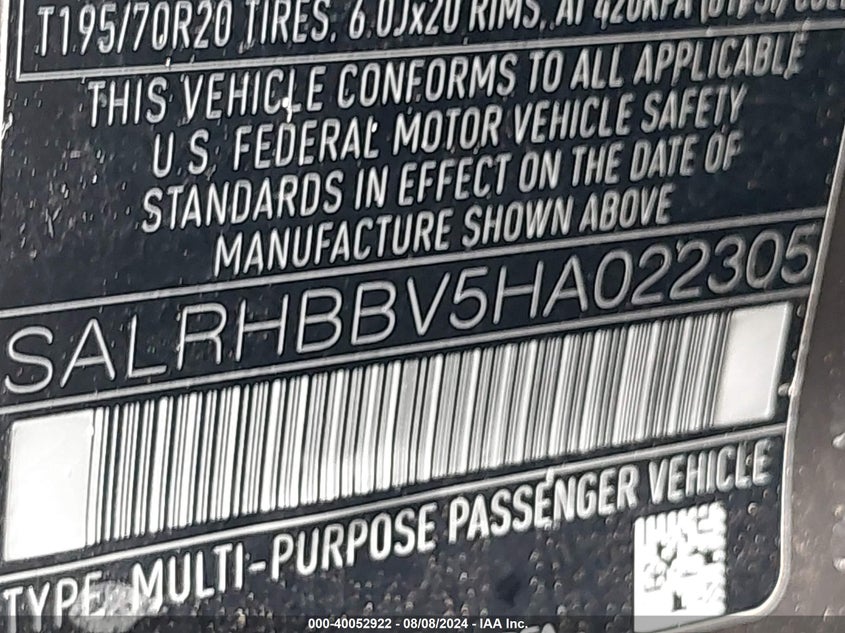 T195/70R20 TIRES, 6.0Jx20 RIMS, AT 420KPA
THIS VEHICLE CONFORMS TO ALL APPLICABLE
U.S. FEDERAL MOTOR VEHICLE SAFETY
STANDARDS IN EFFECT ON THE DATE OF
MANUFACTURE SHOWN ABOVE
SALRHBBV5HA022305
TYPE: MULTI-PURPOSE PASSENGER VEHICLE
000-40052922 - 08/08/2024 - IAA Inc.